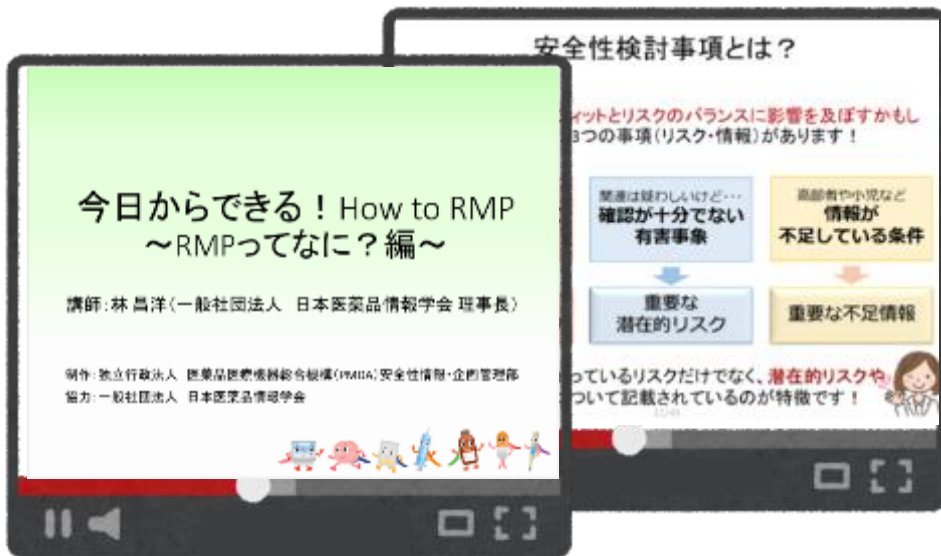 今日からできる！How to RMP
～RMPってなに？編～
講師：林 昌洋（一般社団法人 日本医薬品情報学会 理事長）
制作：独立行政法人 医薬品医療機器総合機構（PMDA）安全性情報・企画管理部
協力：一般社団法人 日本医薬品情報学会
安全性検討事項とは？
ィットとリスクのバランスに影響を及ぼすかもし
3つの事項（リスク・情報）があります！
関連は疑わしいけど…
確認が十分でない
有害事象
重要な
潜在的リスク
高齢者や小児など
情報が
不足している条件
重要な不足情報
っているリスクだけでなく、潜在的リスクや
ついて記載されているのが特徴です！